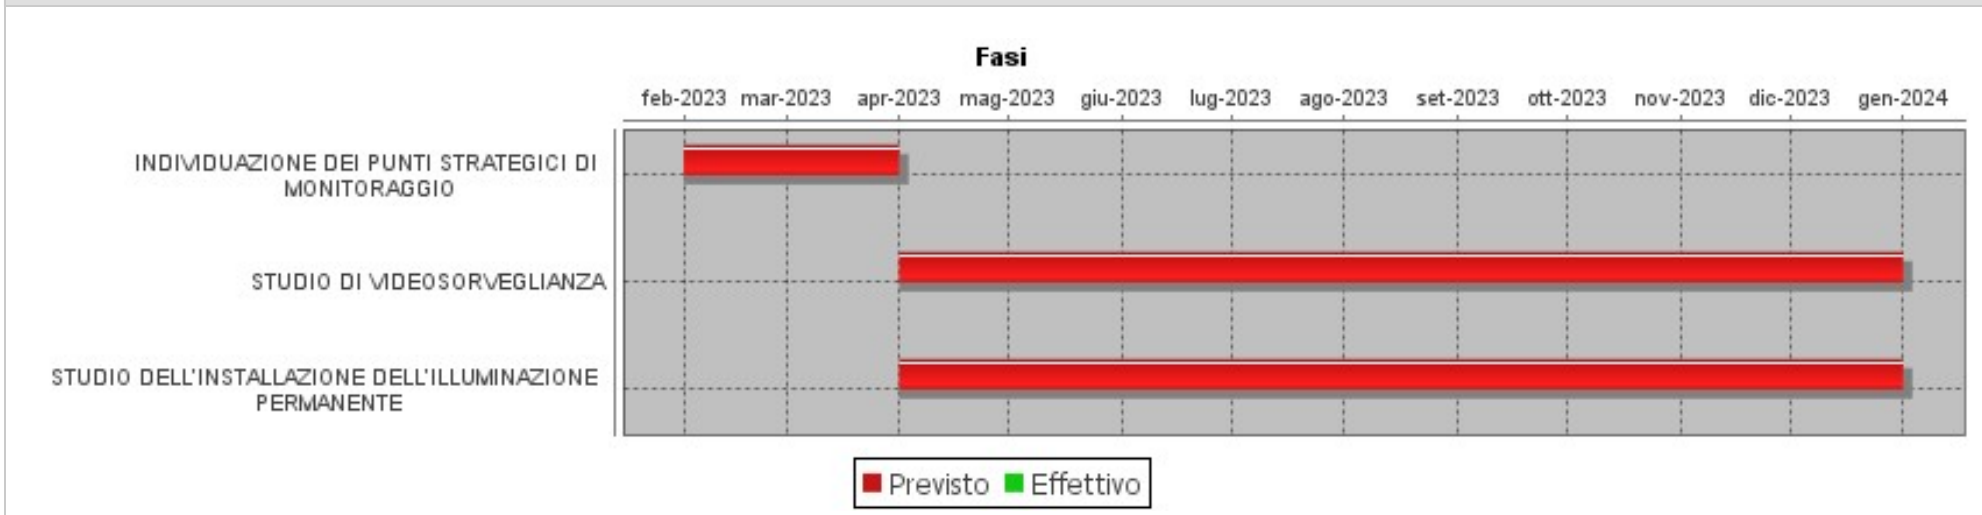 Fasi
feb-2023 mar-2023 apr-2023 mag-2023 giu-2023 lug-2023 ago-2023 set-2023 ott-2023 nov-2023 dic-2023 gen-2024
INDIVIDUAZIONE DEI PUNTI STRATEGICI DI
MONITORAGGIO
STUDIO DI VIDEOSORVEGLIANZA
STUDIO DELL'INSTALLAZIONE DELL'ILLUMINAZIONE
PERMANENTE
Previsto Effettivo